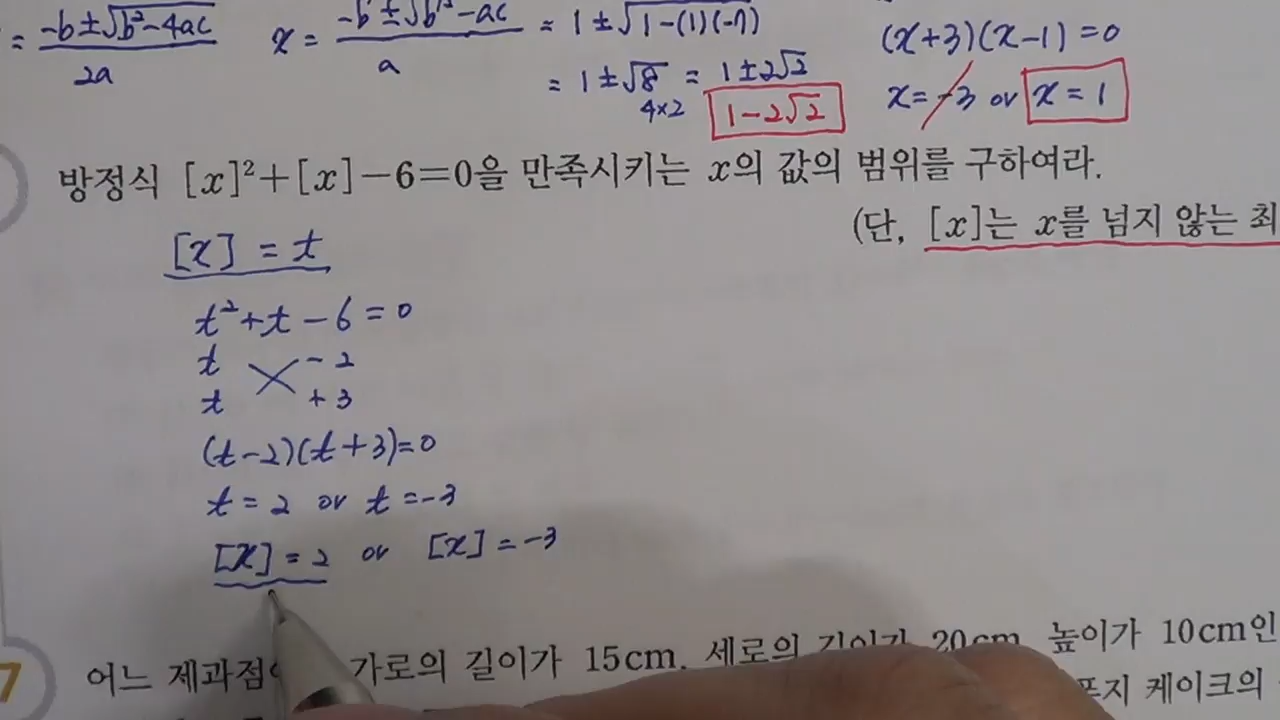 = -b±√b²-4ac / 2a  x = -b'±√b'²-ac / a = 1±√1-(1)(-7)
= 1±√8 = 1±2√2
4×2  1-2√2
(x+3)(x-1)=0
x=-3 or x=1
방정식 [x]²+[x]-6=0을 만족시키는 x의 값의 범위를 구하여라.
(단, [x]는 x를 넘지 않는 최
[x] = t
t²+t-6=0
t -2
t +3
(t-2)(t+3)=0
t=2 or t=-3
[x]=2 or [x]=-3
7 어느 제과점 가로의 길이가 15cm, 세로의 길이가 20cm, 높이가 10cm인
케이크의